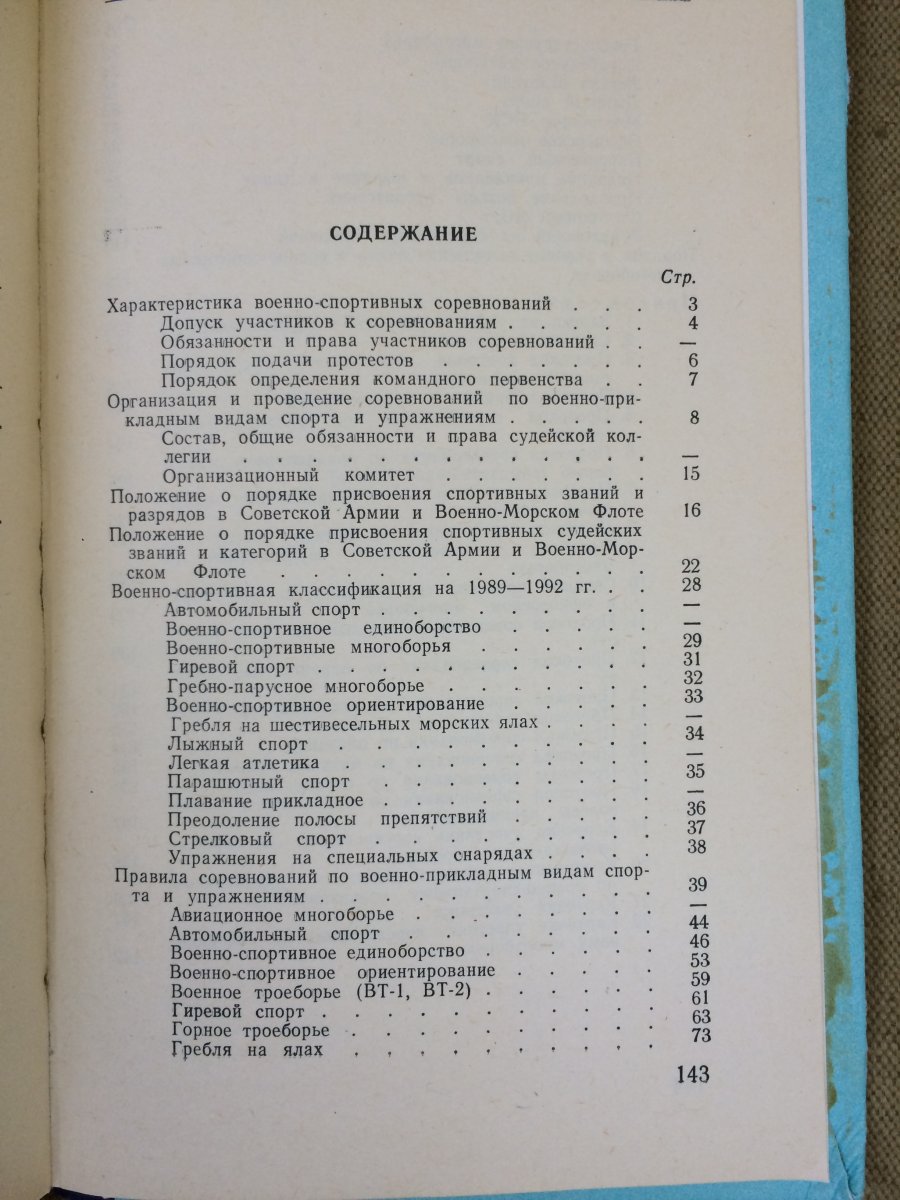 СОДЕРЖАНИЕ
Стр.
Характеристика военно-спортивных соревнований . . . 3
Допуск участников к соревнованиям . . . . . 4
Обязанности и права участников соревнований . . —
Порядок подачи протестов . . . . . . . 6
Порядок определения командного первенства . . 7
Организация и проведение соревнований по военно-при-
кладным видам спорта и упражнениям . . . . . 8
Состав, общие обязанности и права судейской кол-
легии . . . . . . . . . . . . . —
Организационный комитет . . . . . . . 15
Положение о порядке присвоения спортивных званий и
разрядов в Советской Армии и Военно-Морском Флоте 16
Положение о порядке присвоения спортивных судейских
званий и категорий в Советской Армии и Военно-Мор-
ском Флоте . . . . . . . . . . . 22
Военно-спортивная классификация на 1989—1992 гг. . . 28
Автомобильный спорт . . . . . . . . . —
Военно-спортивное единоборство . . . . . —
Военно-спортивные многоборья . . . . . . 29
Гиревой спорт . . . . . . . . . . . 31
Гребно-парусное многоборье . . . . . . 32
Военно-спортивное ориентирование . . . . . 33
Гребля на шестивесельных морских ялах . . . . —
Лыжный спорт . . . . . . . . . . 34
Легкая атлетика . . . . . . . . . . —
Парашютный спорт . . . . . . . . . 35
Плавание прикладное . . . . . . . . . —
Преодоление полосы препятствий . . . . . 36
Стрелковый спорт . . . . . . . . . 37
Упражнения на специальных снарядах . . . . 38
Правила соревнований по военно-прикладным видам спор-
та и упражнениям . . . . . . . . . . 39
Авиационное многоборье . . . . . . . . —
Автомобильный спорт . . . . . . . . 44
Военно-спортивное единоборство . . . . . . 46
Военно-спортивное ориентирование . . . . . 53
Военное троеборье (ВТ-1, ВТ-2) . . . . . . 59
Гиревой спорт . . . . . . . . . . . 61
Горное троеборье . . . . . . . . . . 63
Гребля на ялах . . . . . . . . . . 73
143